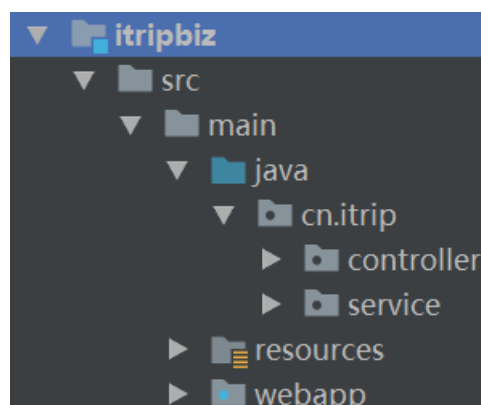 itripbiz
src
main
java
cn.itrip
controller
service
resources
webapp